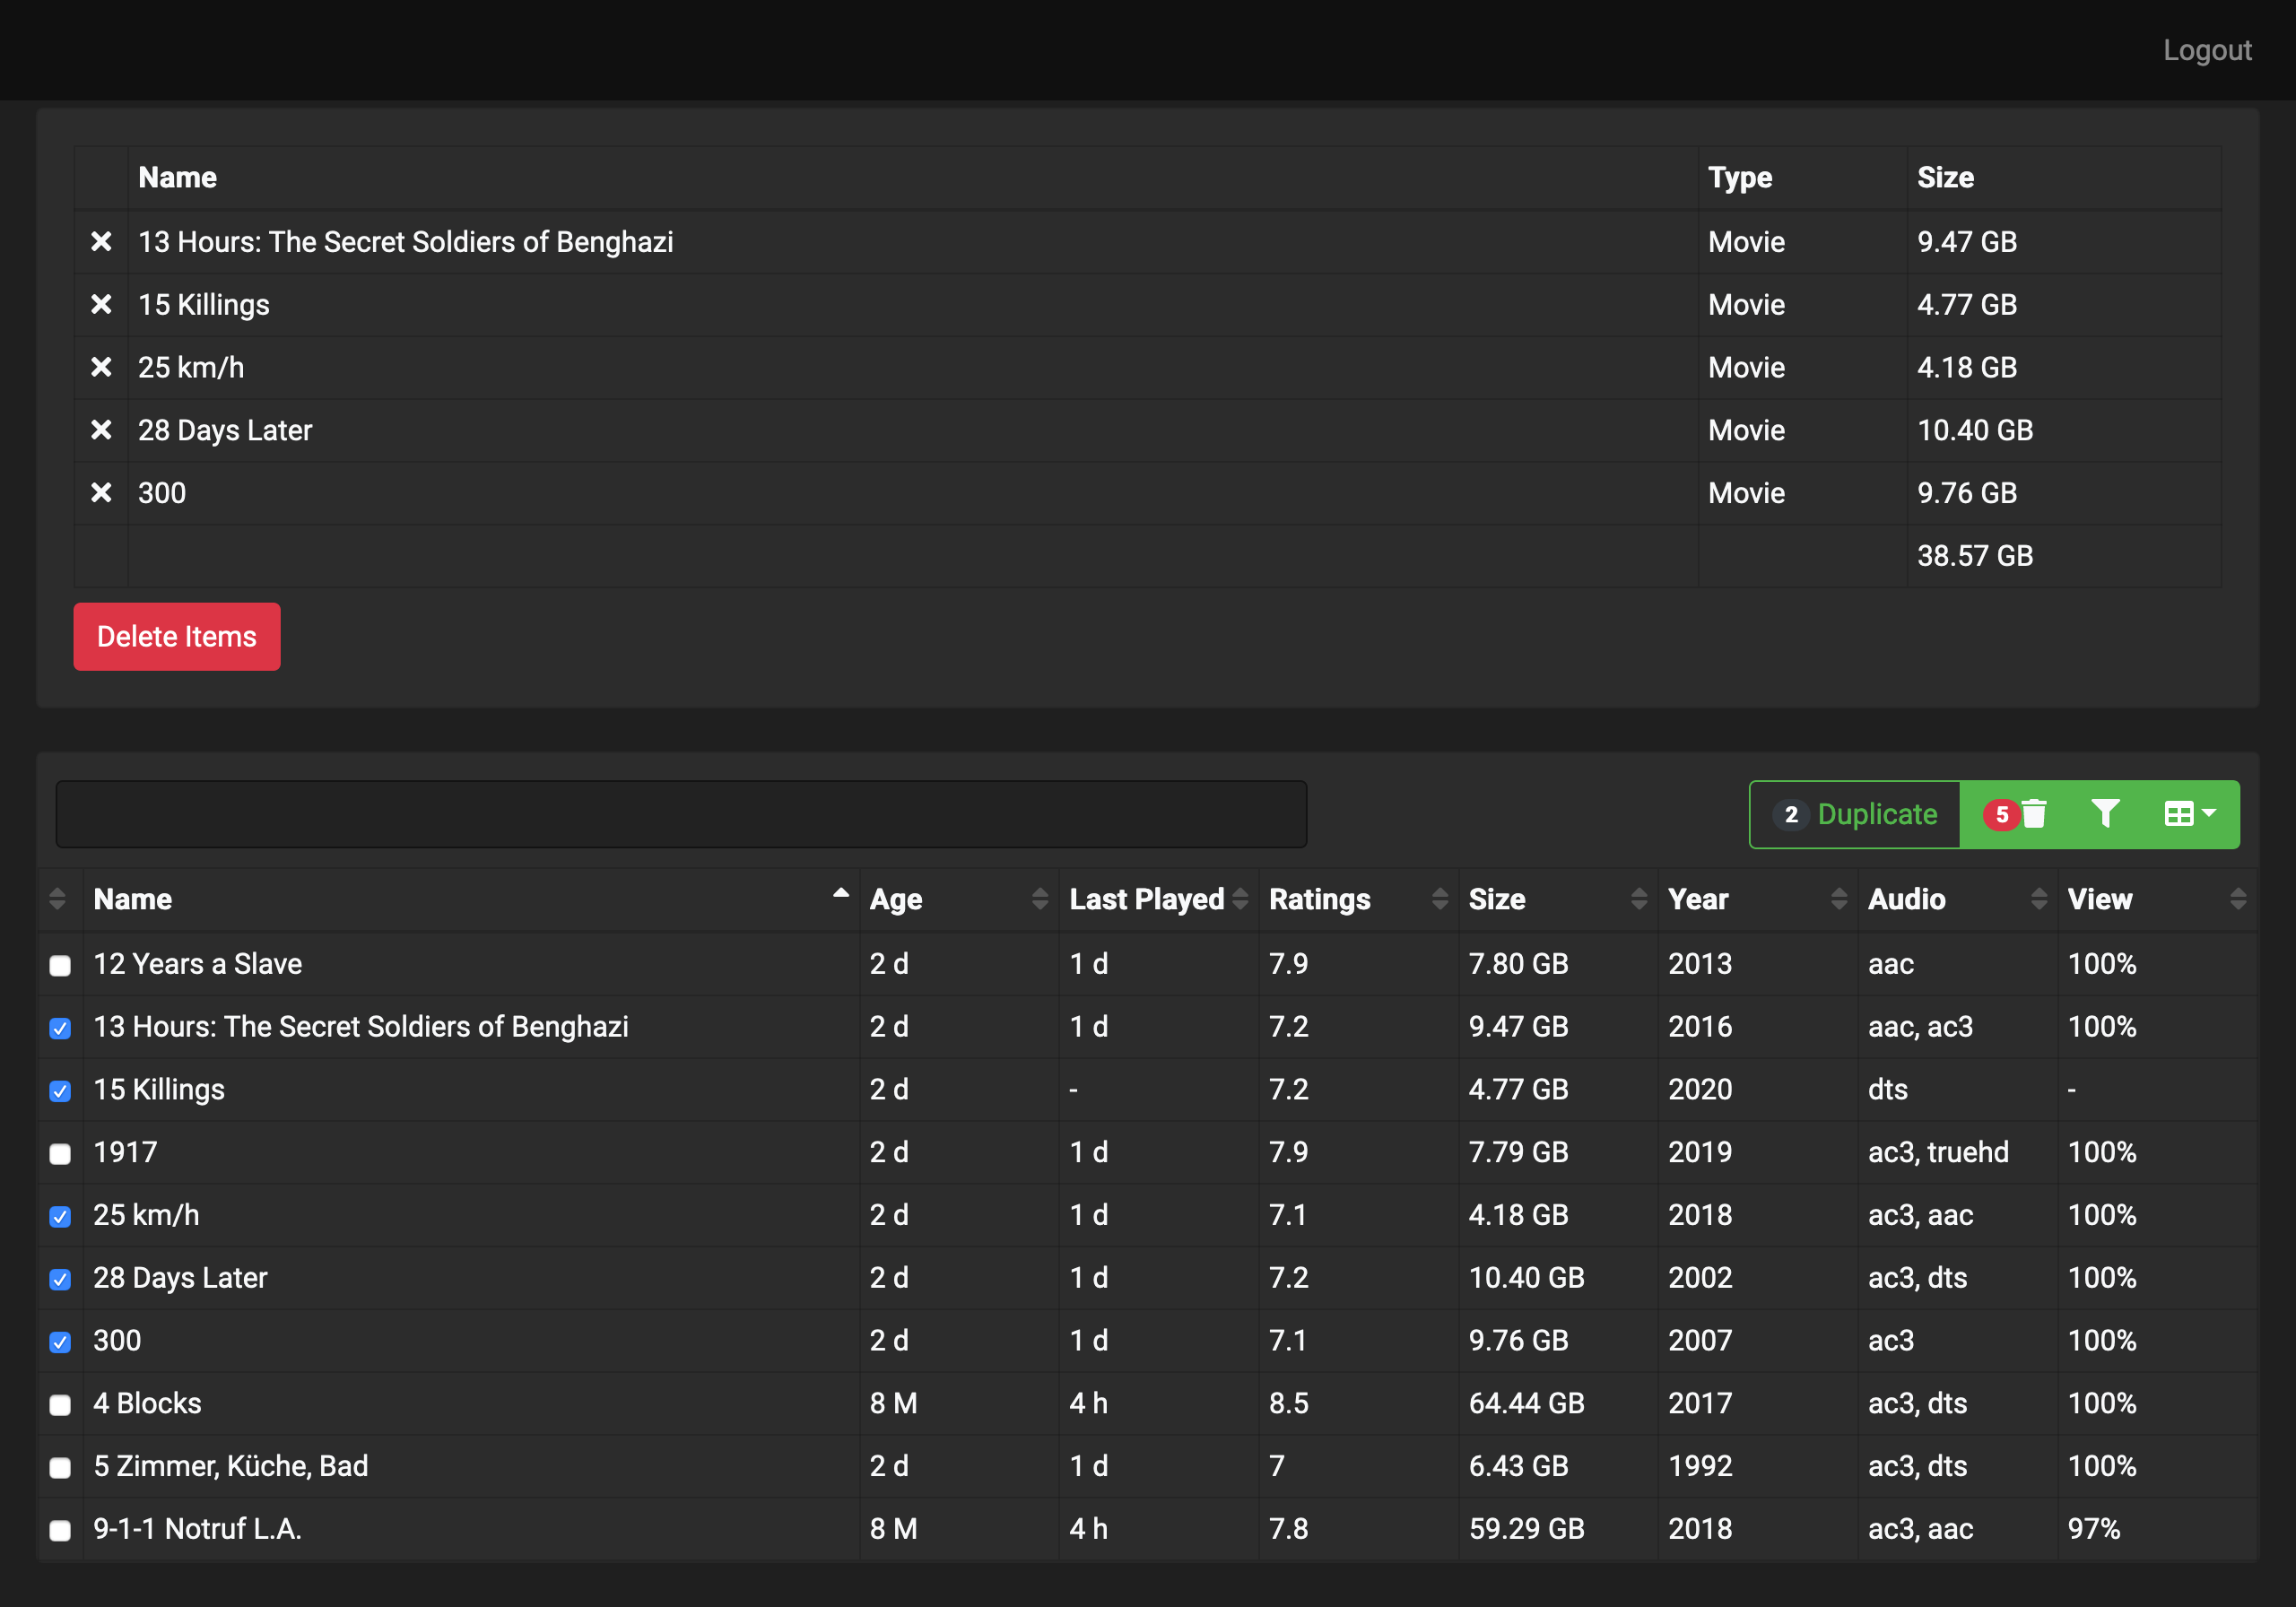 Logout
Name Type Size
13 Hours: The Secret Soldiers of Benghazi Movie 9.47 GB
15 Killings Movie 4.77 GB
25 km/h Movie 4.18 GB
28 Days Later Movie 10.40 GB
300 Movie 9.76 GB
38.57 GB
Delete Items
2 Duplicate 5
Name Age Last Played Ratings Size Year Audio View
12 Years a Slave 2 d 1 d 7.9 7.80 GB 2013 aac 100%
13 Hours: The Secret Soldiers of Benghazi 2 d 1 d 7.2 9.47 GB 2016 aac, ac3 100%
15 Killings 2 d - 7.2 4.77 GB 2020 dts -
1917 2 d 1 d 7.9 7.79 GB 2019 ac3, truehd 100%
25 km/h 2 d 1 d 7.1 4.18 GB 2018 ac3, aac 100%
28 Days Later 2 d 1 d 7.2 10.40 GB 2002 ac3, dts 100%
300 2 d 1 d 7.1 9.76 GB 2007 ac3 100%
4 Blocks 8 M 4 h 8.5 64.44 GB 2017 ac3, dts 100%
5 Zimmer, Küche, Bad 2 d 1 d 7 6.43 GB 1992 ac3, dts 100%
9-1-1 Notruf L.A. 8 M 4 h 7.8 59.29 GB 2018 ac3, aac 97%